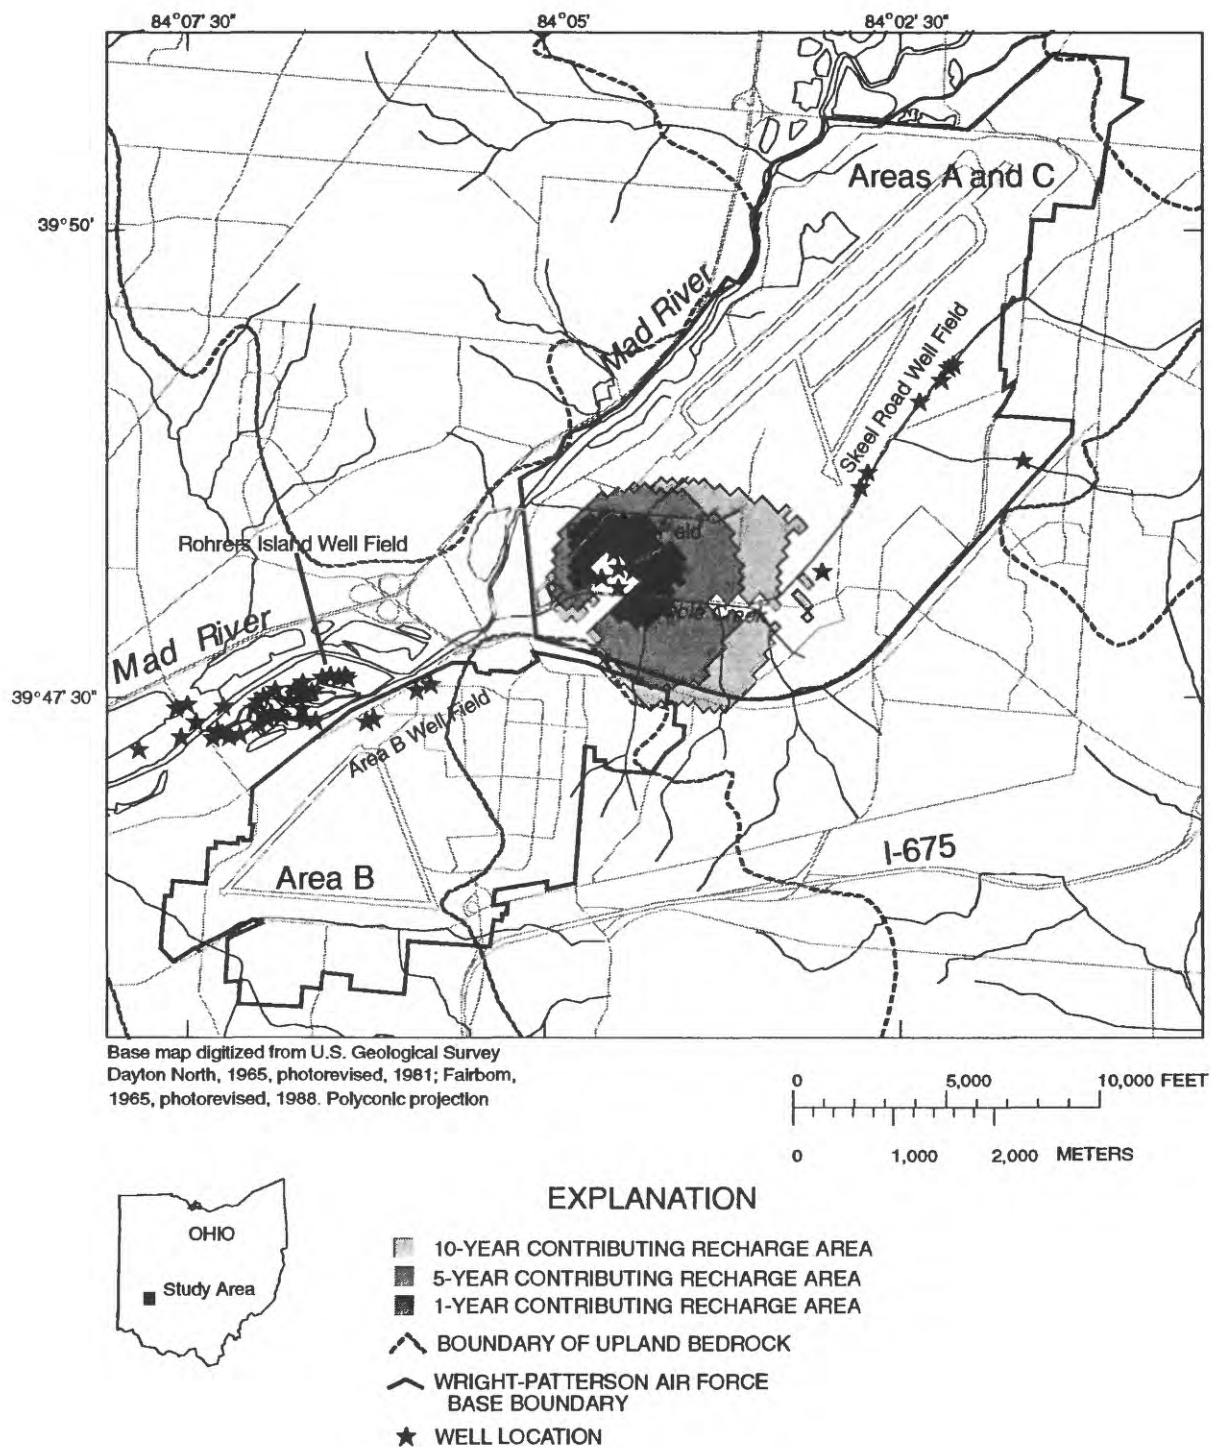 84°07' 30" 84°05' 84°02' 30"
Areas A and C
39°50'
Mad River
Skeel Road Well Field
Rohrers Island Well Field
Mad River
39°47' 30"
Area B Well Field
I-675
Area B
Base map digitized from U.S. Geological Survey
Dayton North, 1965, photorevised, 1981; Fairborn,
1965, photorevised, 1988. Polyconic projection
0 5,000 10,000 FEET
0 1,000 2,000 METERS
EXPLANATION
OHIO
Study Area
10-YEAR CONTRIBUTING RECHARGE AREA
5-YEAR CONTRIBUTING RECHARGE AREA
1-YEAR CONTRIBUTING RECHARGE AREA
BOUNDARY OF UPLAND BEDROCK
WRIGHT-PATTERSON AIR FORCE
BASE BOUNDARY
WELL LOCATION